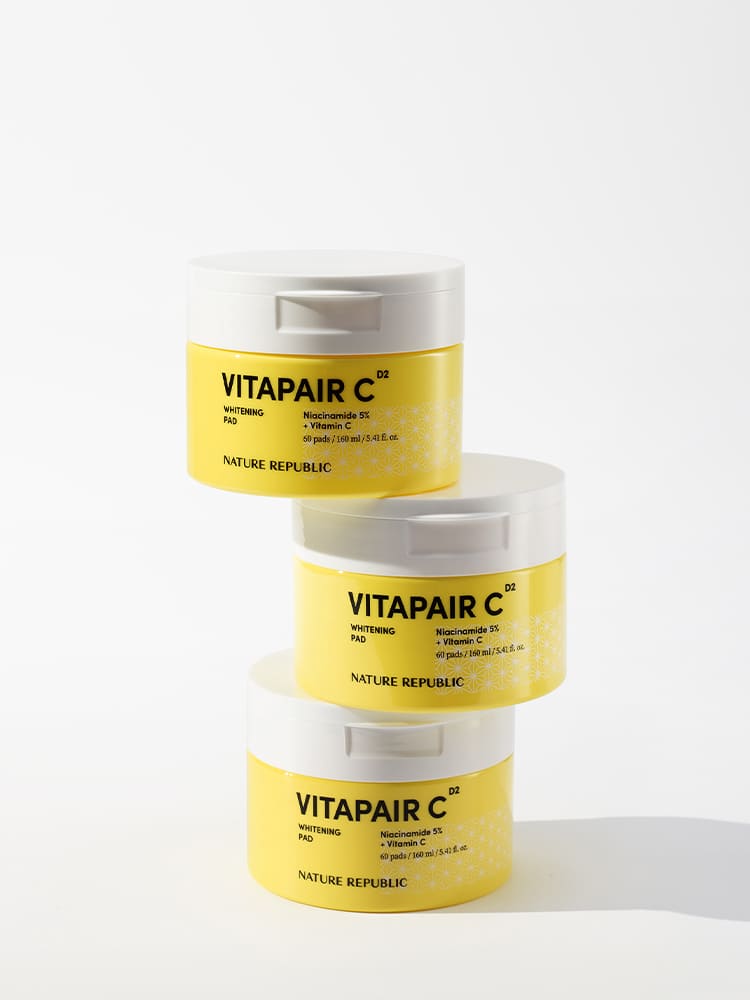 VITAPAIR C D2
WHITENING
PAD
Niacinamide 5%
+ Vitamin C
60 pads / 160 ml / 5.41 fl. oz.
NATURE REPUBLIC
VITAPAIR C D2
WHITENING
PAD
Niacinamide 5%
+ Vitamin C
60 pads / 160 ml / 5.41 fl. oz.
NATURE REPUBLIC
VITAPAIR C D2
WHITENING
PAD
Niacinamide 5%
+ Vitamin C
60 pads / 160 ml / 5.41 fl. oz.
NATURE REPUBLIC